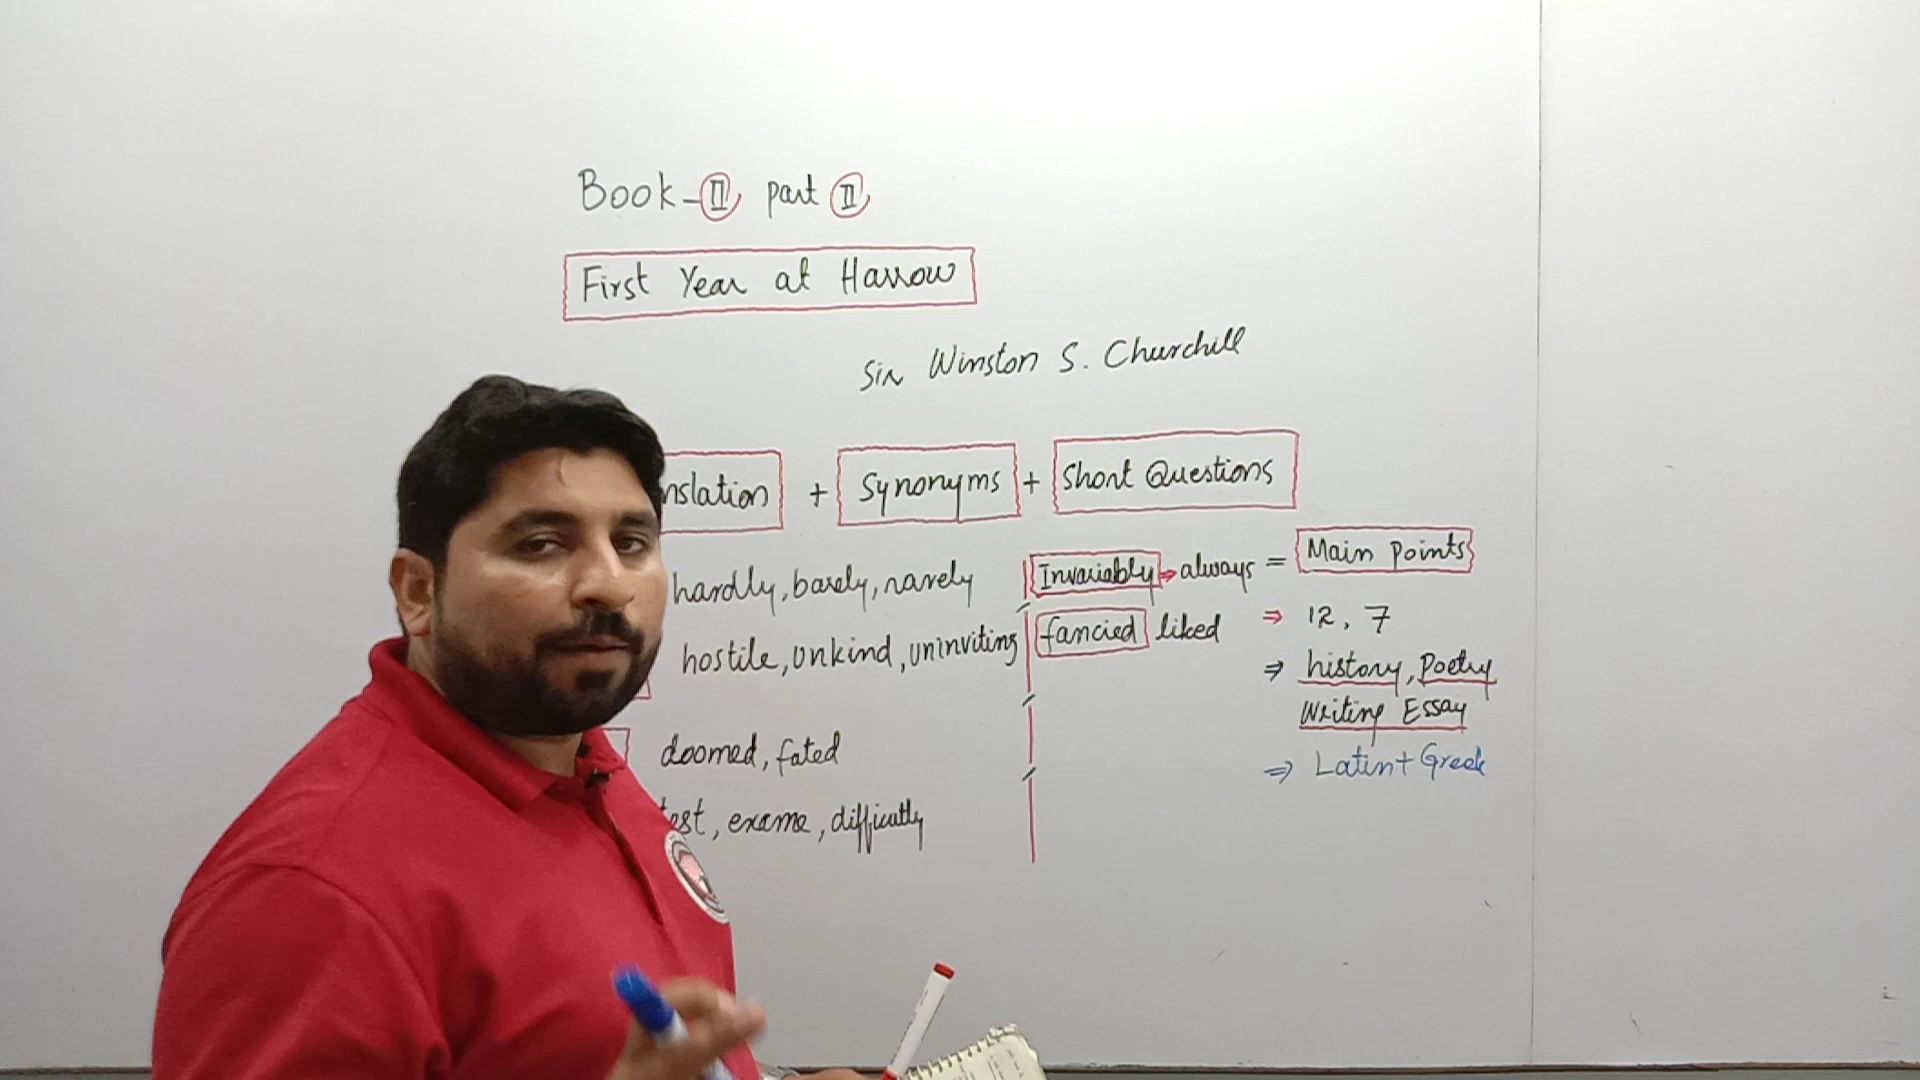 Book-II part II
First Year at Harrow
Sir Winston S. Churchill
nslation + Synonyms + Short Questions
hardly, barely, rarely
hostile, unkind, uninviting
doomed, fated
test, exame, difficultly
Invariably → always =
fancied liked
Main points
⇒ 12, 7
⇒ history, Poetry
Writing Essay
⇒ Latin + Greek